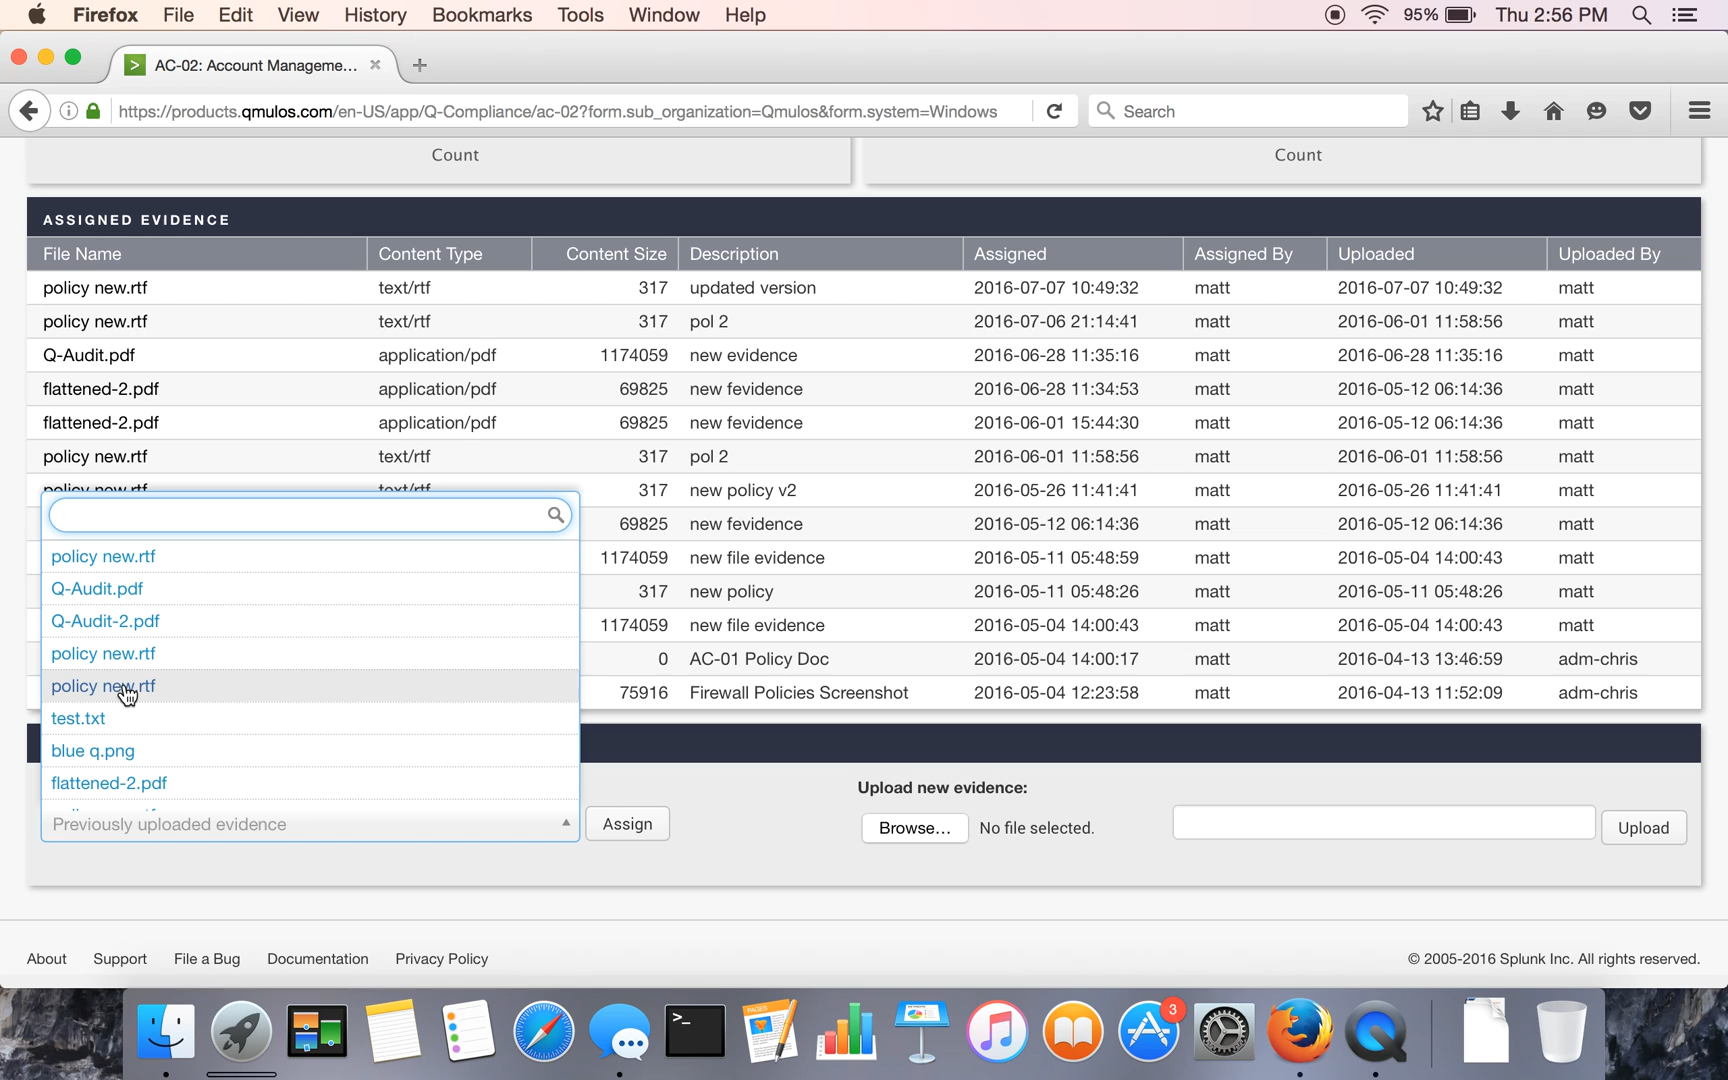 Firefox File Edit View History Bookmarks Tools Window Help 95% Thu 2:56 PM
AC-02: Account Manageme...
https://products.qmulos.com/en-US/app/Q-Compliance/ac-02?form.sub_organization=Qmulos&form.system=Windows Search
Count Count
ASSIGNED EVIDENCE
File Name Content Type Content Size Description Assigned Assigned By Uploaded Uploaded By
policy new.rtf text/rtf 317 updated version 2016-07-07 10:49:32 matt 2016-07-07 10:49:32 matt
policy new.rtf text/rtf 317 pol 2 2016-07-06 21:14:41 matt 2016-06-01 11:58:56 matt
Q-Audit.pdf application/pdf 1174059 new evidence 2016-06-28 11:35:16 matt 2016-06-28 11:35:16 matt
flattened-2.pdf application/pdf 69825 new fevidence 2016-06-28 11:34:53 matt 2016-05-12 06:14:36 matt
flattened-2.pdf application/pdf 69825 new fevidence 2016-06-01 15:44:30 matt 2016-05-12 06:14:36 matt
policy new.rtf text/rtf 317 pol 2 2016-06-01 11:58:56 matt 2016-06-01 11:58:56 matt
policy new.rtf text/rtf 317 new policy v2 2016-05-26 11:41:41 matt 2016-05-26 11:41:41 matt
69825 new fevidence 2016-05-12 06:14:36 matt 2016-05-12 06:14:36 matt
1174059 new file evidence 2016-05-11 05:48:59 matt 2016-05-04 14:00:43 matt
317 new policy 2016-05-11 05:48:26 matt 2016-05-11 05:48:26 matt
1174059 new file evidence 2016-05-04 14:00:43 matt 2016-05-04 14:00:43 matt
0 AC-01 Policy Doc 2016-05-04 14:00:17 matt 2016-04-13 13:46:59 adm-chris
75916 Firewall Policies Screenshot 2016-05-04 12:23:58 matt 2016-04-13 11:52:09 adm-chris
policy new.rtf
Q-Audit.pdf
Q-Audit-2.pdf
policy new.rtf
policy new.rtf
test.txt
blue q.png
flattened-2.pdf
Previously uploaded evidence Assign
Upload new evidence:
Browse... No file selected. Upload
About Support File a Bug Documentation Privacy Policy © 2005-2016 Splunk Inc. All rights reserved.
PAGES
3